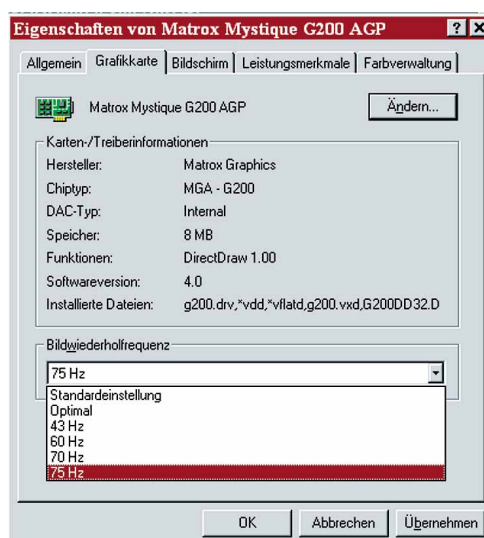 Eigenschaften von Matrox Mystique G200 AGP ? X
Allgemein Grafikkarte Bildschirm Leistungsmerkmale Farbverwaltung
Matrox Mystique G200 AGP Ändern...
Karten-/Treiberinformationen
Hersteller: Matrox Graphics
Chiptyp: MGA - G200
DAC-Typ: Internal
Speicher: 8 MB
Funktionen: DirectDraw 1.00
Softwareversion: 4.0
Installierte Dateien: g200.drv,*vdd,*vflatd,g200.vxd,G200DD32.D
Bildwiederholfrequenz
75 Hz
Standardeinstellung
Optimal
43 Hz
60 Hz
70 Hz
75 Hz
OK Abbrechen Übernehmen